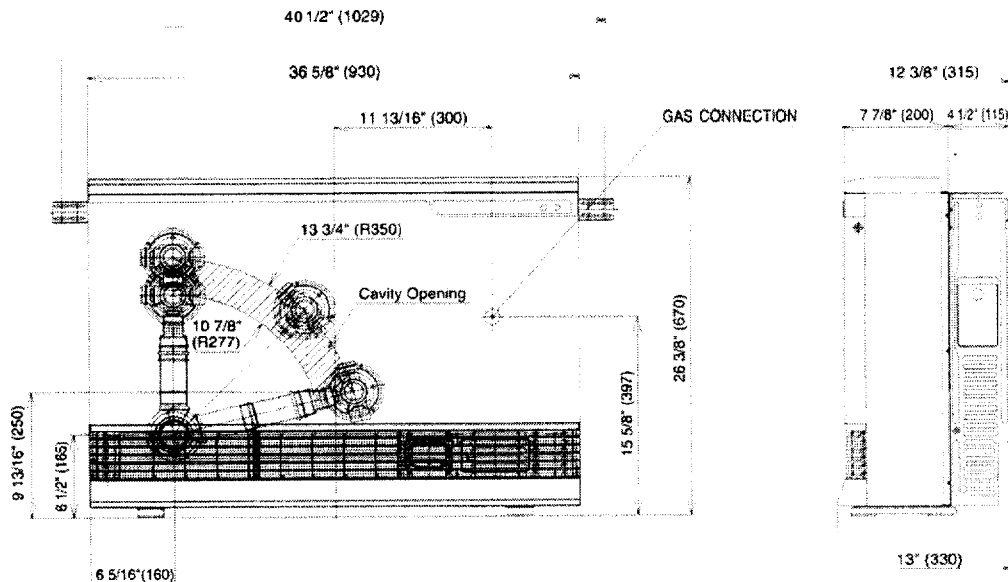 40 1/2" (1029)
36 5/8" (930)
12 3/8" (315)
11 13/16" (300)
GAS CONNECTION
7 7/8" (200)
4 1/2" (115)
13 3/4" (R350)
Cavity Opening
10 7/8"
(R277)
26 3/8" (670)
15 5/8" (397)
9 13/16" (250)
6 1/2" (165)
6 5/16"(160)
13" (330)